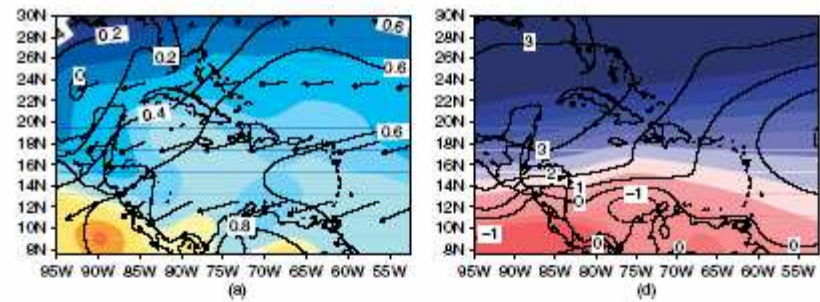 30N 30N
28N 0.2 0.2 0.6 28N 3
26N 26N
24N 0 0.6 24N
22N 22N
20N 0.4 20N
18N 0.6 18N
16N 16N 3
14N 14N 2 1 -1
12N 12N 0
10N 0.8 10N -1
8N 8N 0 0 0
95W 90W 85W 80W 75W 70W 65W 60W 55W 95W 90W 85W 80W 75W 70W 65W 60W 55W
(a) (d)